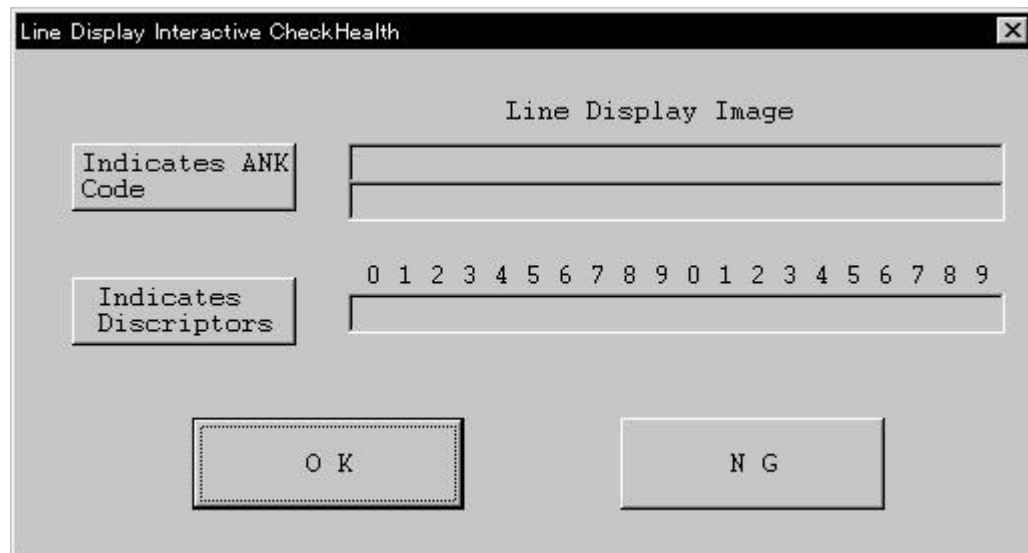 Line Display Interactive CheckHealth
Line Display Image
Indicates ANK
Code
0 1 2 3 4 5 6 7 8 9 0 1 2 3 4 5 6 7 8 9
Indicates
Discriptors
O K
N G